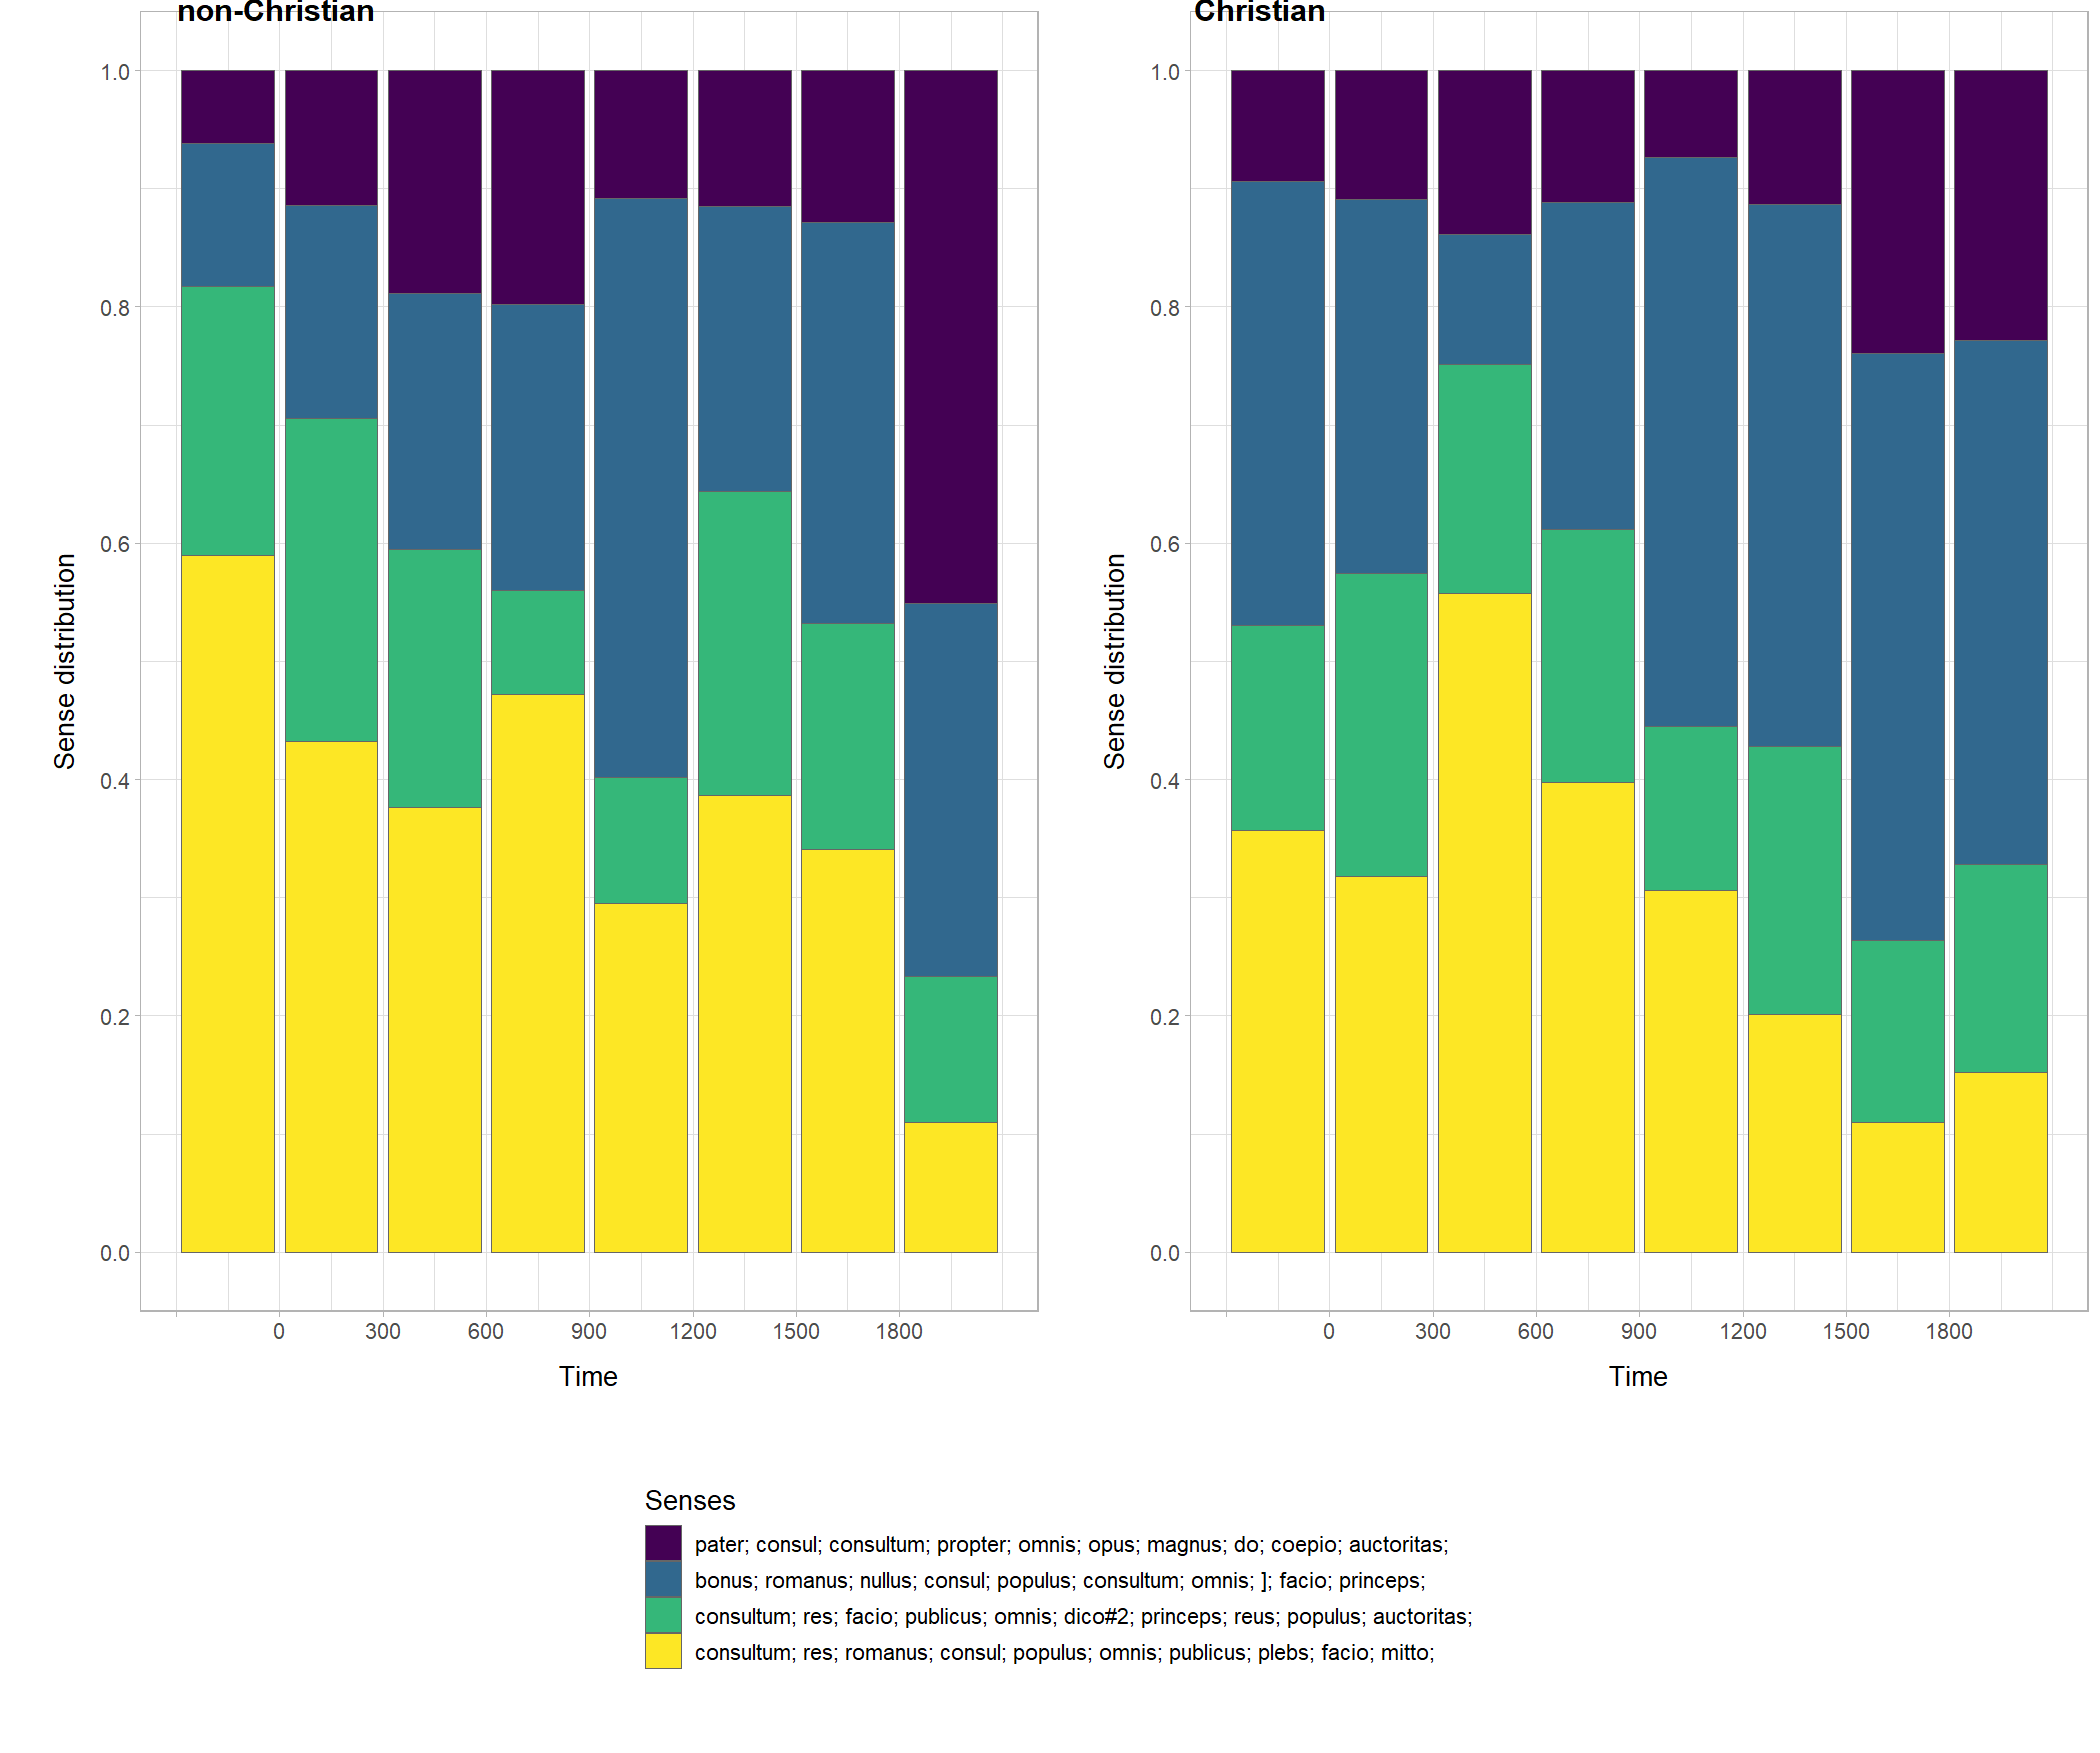 non-Christian
Christian
1.0
0.8
0.6
0.4
0.2
0.0
Sense distribution
0 300 600 900 1200 1500 1800
Time
1.0
0.8
0.6
0.4
0.2
0.0
Sense distribution
0 300 600 900 1200 1500 1800
Time
Senses
pater; consul; consultum; propter; omnis; opus; magnus; do; coepio; auctoritas;
bonus; romanus; nullus; consul; populus; consultum; omnis; ]; facio; princeps;
consultum; res; facio; publicus; omnis; dico#2; princeps; reus; populus; auctoritas;
consultum; res; romanus; consul; populus; omnis; publicus; plebs; facio; mitto;